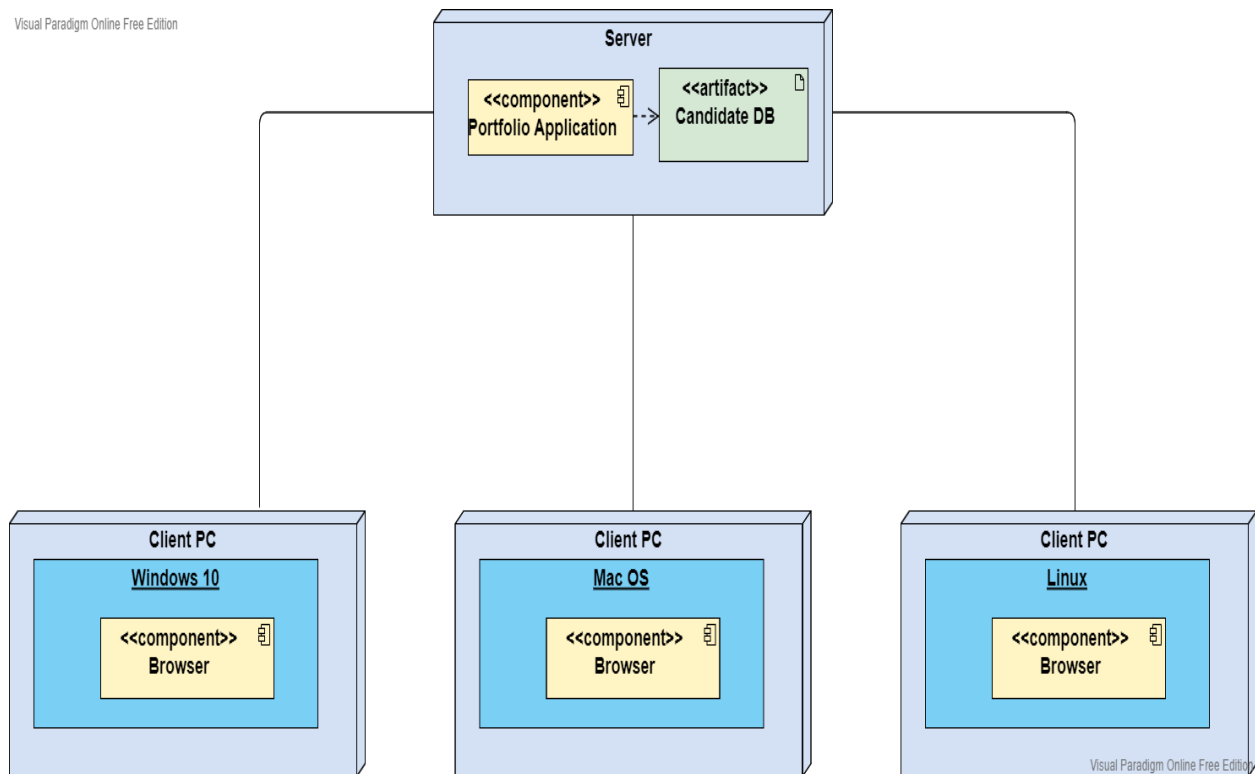 Visual Paradigm Online Free Edition
Server
<<component>>
Portfolio Application
<<artifact>>
Candidate DB
Client PC
Windows 10
<<component>>
Browser
Client PC
Mac OS
<<component>>
Browser
Client PC
Linux
<<component>>
Browser
Visual Paradigm Online Free Edition